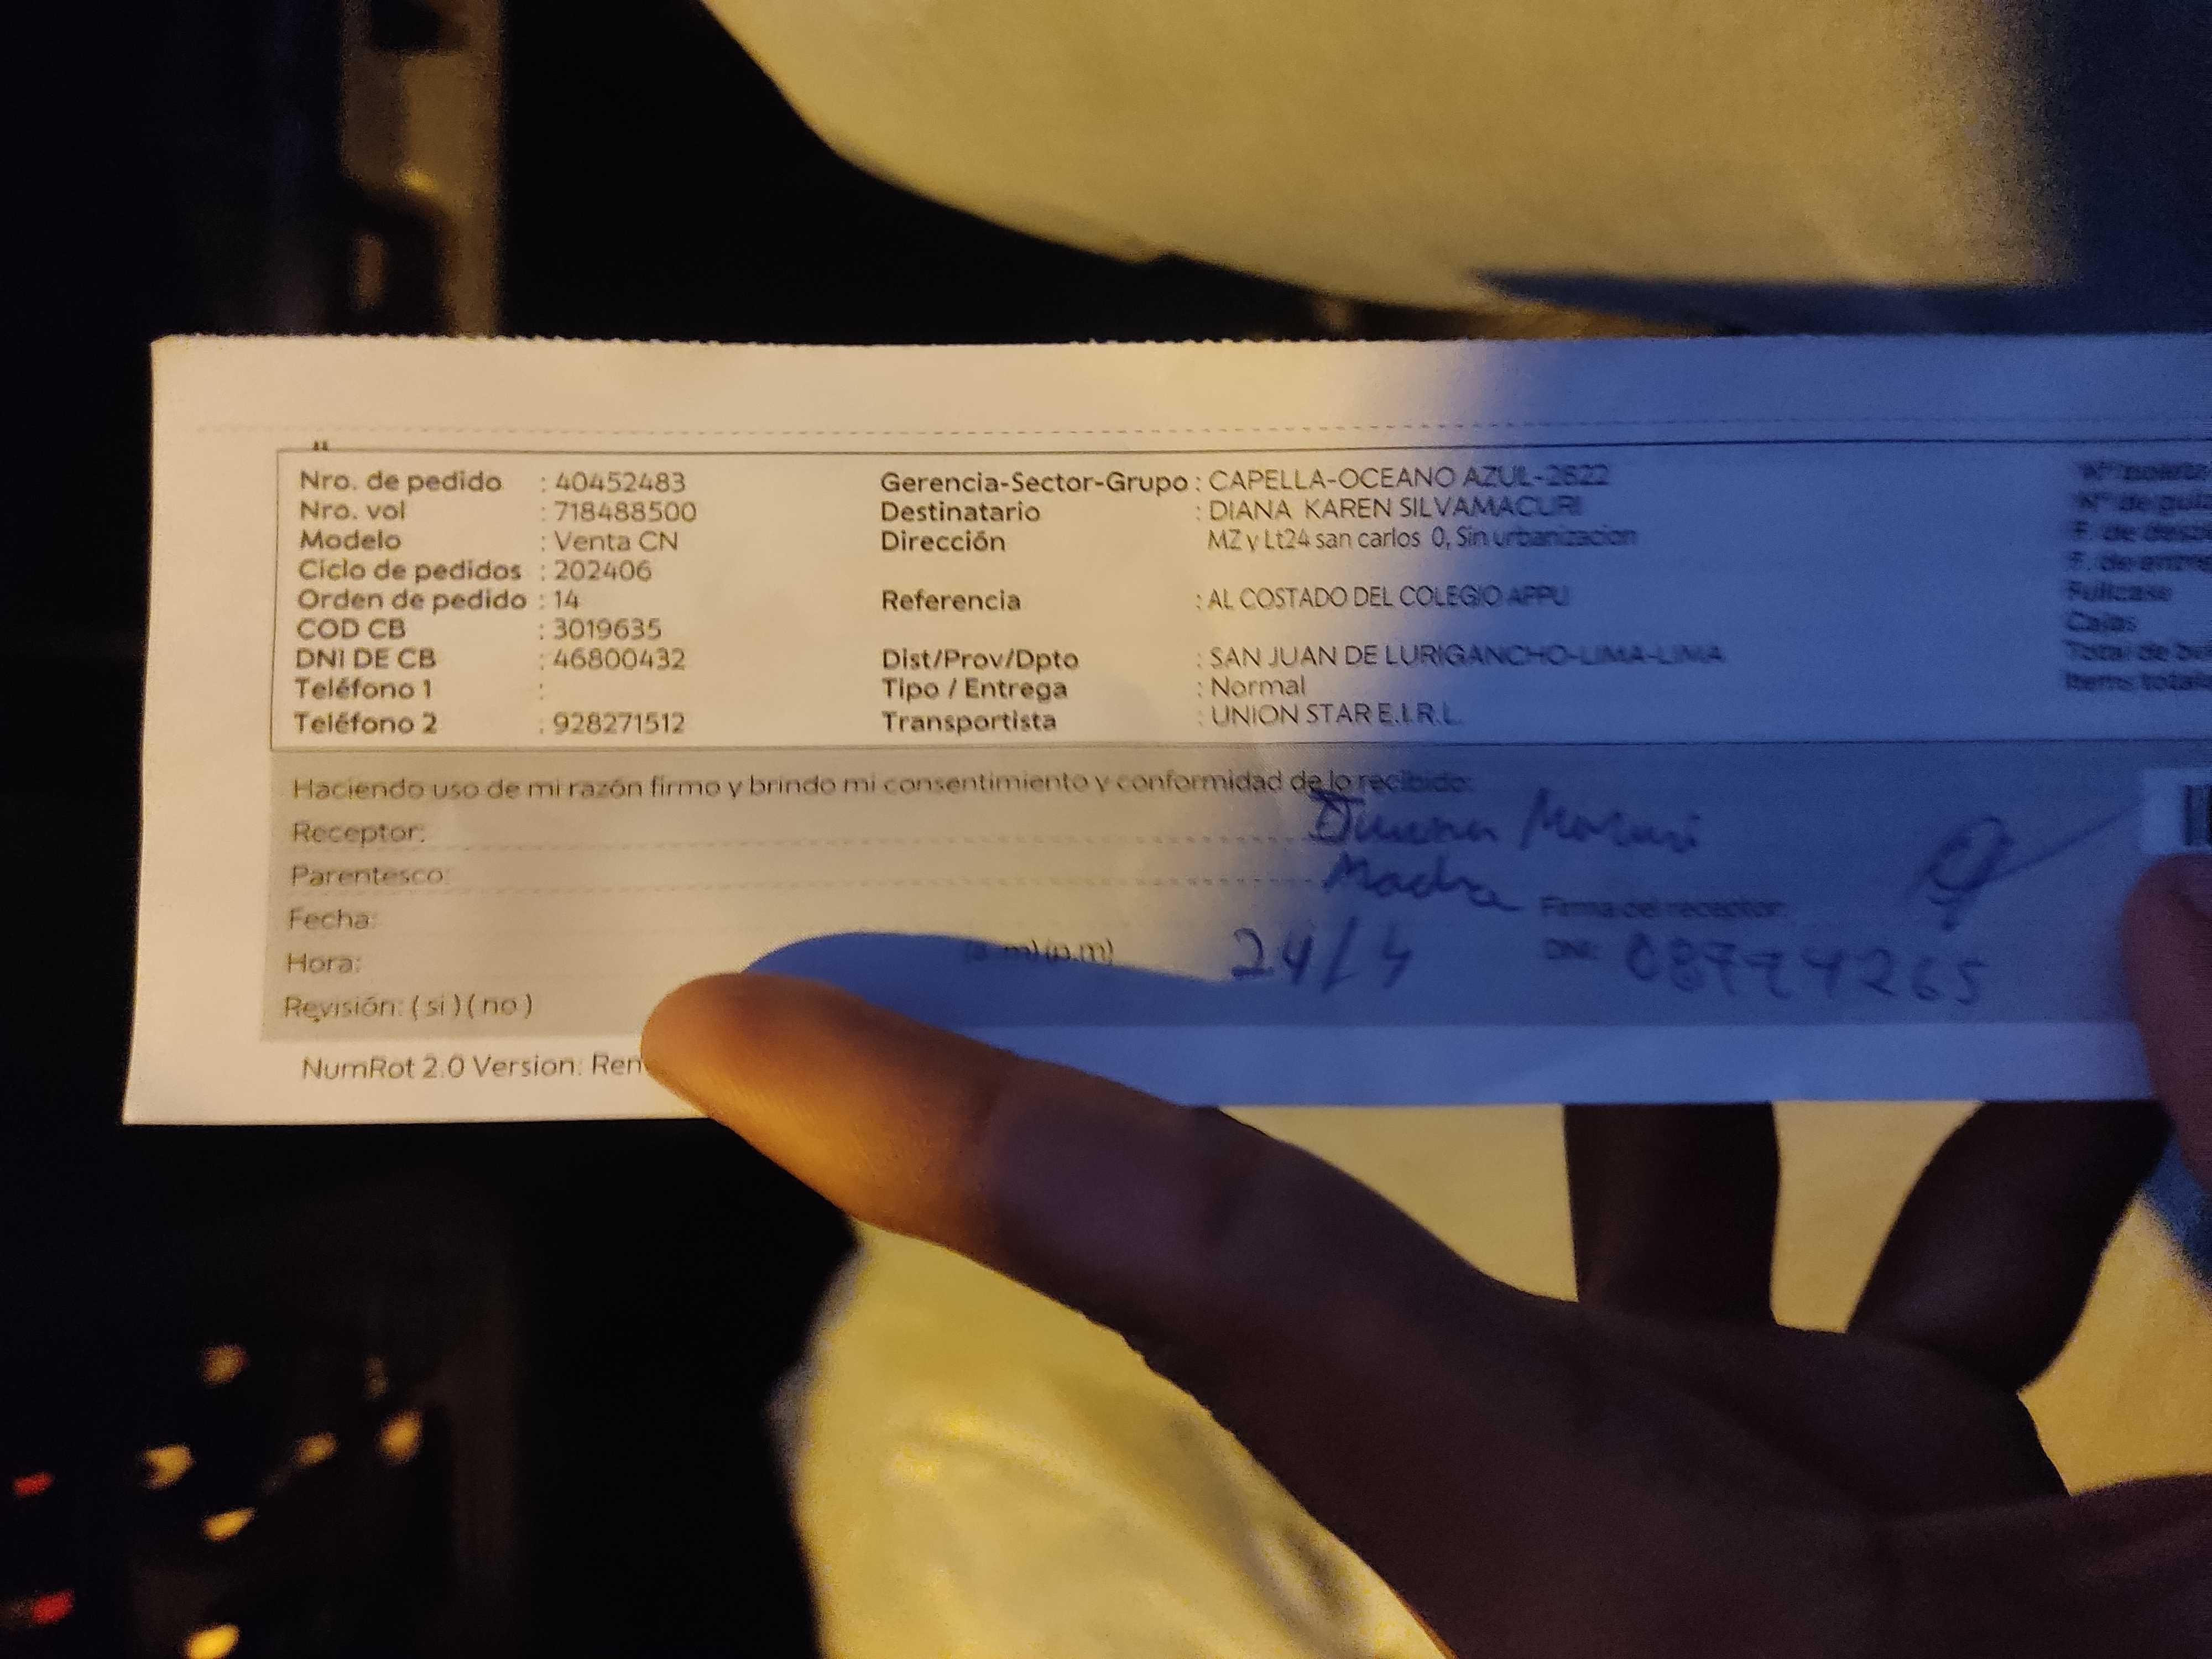 Nro. de pedido : 40452483
Nro. vol : 718488500
Modelo : Venta CN
Ciclo de pedidos : 202406
Orden de pedido : 14
COD CB : 3019635
DNI DE CB : 46800432
Teléfono 1 :
Teléfono 2 : 928271512
Gerencia-Sector-Grupo : CAPELLA-OCEANO AZUL-2622
Destinatario : DIANA KAREN SILVAMACURI
Dirección MZ y Lt24 san carlos 0, Sin urbanizacion
Referencia : AL COSTADO DEL COLEGIO APPU
Dist/Prov/Dpto : SAN JUAN DE LURIGANCHO-LIMA-LIMA
Tipo / Entrega : Normal
Transportista : UNION STAR E.I.R.L.
Fullcase
Cajas
Total de
Items
Haciendo uso de mi razón firmo y brindo mi consentimiento y conformidad de lo recibido:
Receptor:
Parentesco: Madre
Fecha: Firma del receptor:
Hora: (a.m)(p.m) 24/4 DNI:
Revisión: ( si ) ( no )
NumRot 2.0 Version: